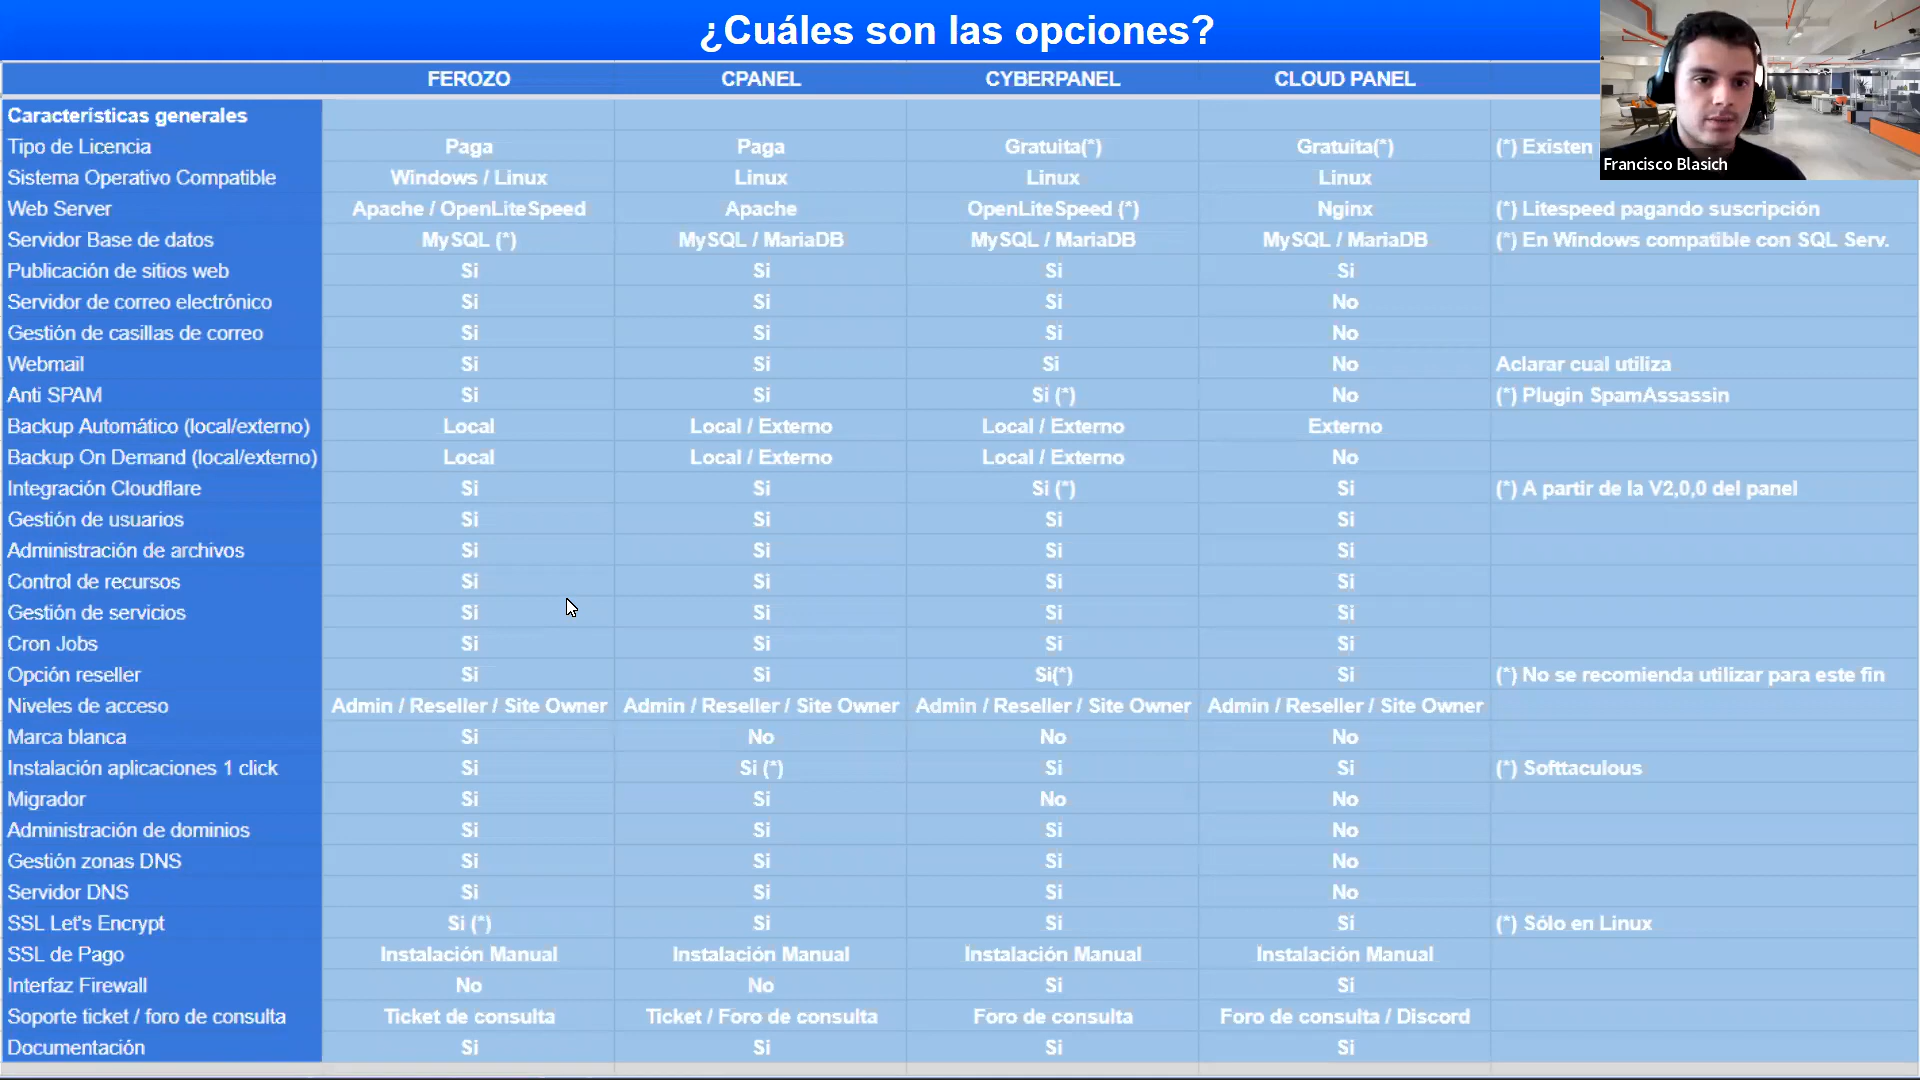 ¿Cuáles son las opciones?
FEROZO CPANEL CYBERPANEL CLOUD PANEL
Características generales
Tipo de Licencia Paga Paga Gratuita(*) Gratuita(*) (*) Existen
Francisco Blasich
Sistema Operativo Compatible Windows / Linux Linux Linux Linux
Web Server Apache / OpenLiteSpeed Apache OpenLiteSpeed (*) Nginx (*) Litespeed pagando suscripción
Servidor Base de datos MySQL (*) MySQL / MariaDB MySQL / MariaDB MySQL / MariaDB (*) En Windows compatible con SQL Serv.
Publicación de sitios web Si Si Si Si
Servidor de correo electrónico Si Si Si No
Gestión de casillas de correo Si Si Si No
Webmail Si Si Si No Aclarar cual utiliza
Anti SPAM Si Si Si (*) No (*) Plugin SpamAssassin
Backup Automático (local/externo) Local Local / Externo Local / Externo Externo
Backup On Demand (local/externo) Local Local / Externo Local / Externo No
Integración Cloudflare Si Si Si (*) Si (*) A partir de la V2,0,0 del panel
Gestión de usuarios Si Si Si Si
Administración de archivos Si Si Si Si
Control de recursos Si Si Si Si
Gestión de servicios Si Si Si Si
Cron Jobs Si Si Si Si
Opción reseller Si Si Si(*) Si (*) No se recomienda utilizar para este fin
Niveles de acceso Admin / Reseller / Site Owner Admin / Reseller / Site Owner Admin / Reseller / Site Owner Admin / Reseller / Site Owner
Marca blanca Si No No No
Instalación aplicaciones 1 click Si Si (*) Si Si (*) Softtaculous
Migrador Si Si No No
Administración de dominios Si Si Si No
Gestión zonas DNS Si Si Si No
Servidor DNS Si Si Si No
SSL Let's Encrypt Si (*) Si Si Si (*) Sólo en Linux
SSL de Pago Instalación Manual Instalación Manual Instalación Manual Instalación Manual
Interfaz Firewall No No Si Si
Soporte ticket / foro de consulta Ticket de consulta Ticket / Foro de consulta Foro de consulta Foro de consulta / Discord
Documentación Si Si Si Si